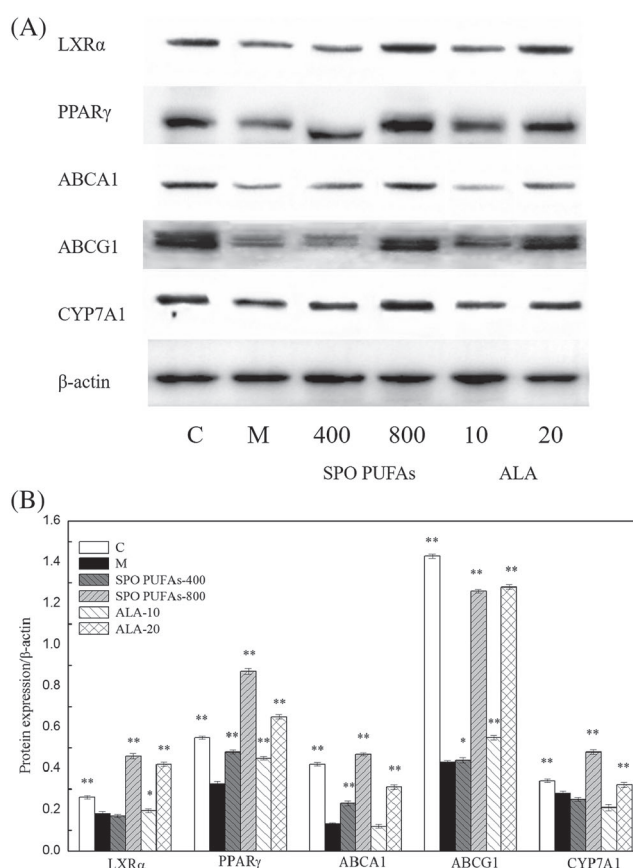 (A)
LXRα
PPARγ
ABCA1
ABCG1
CYP7A1
β-actin
C M 400 800 10 20
SPO PUFAs ALA
(B)
1.6
1.4
1.2
1.0
0.8
0.6
0.4
0.2
0.0
Protein expression/β-actin
C
M
SPO PUFAs-400
SPO PUFAs-800
ALA-10
ALA-20
** ** ** *
** ** ** ** **
** ** ** **
** * ** ** **
** ** **
LXRα PPARγ ABCA1 ABCG1 CYP7A1